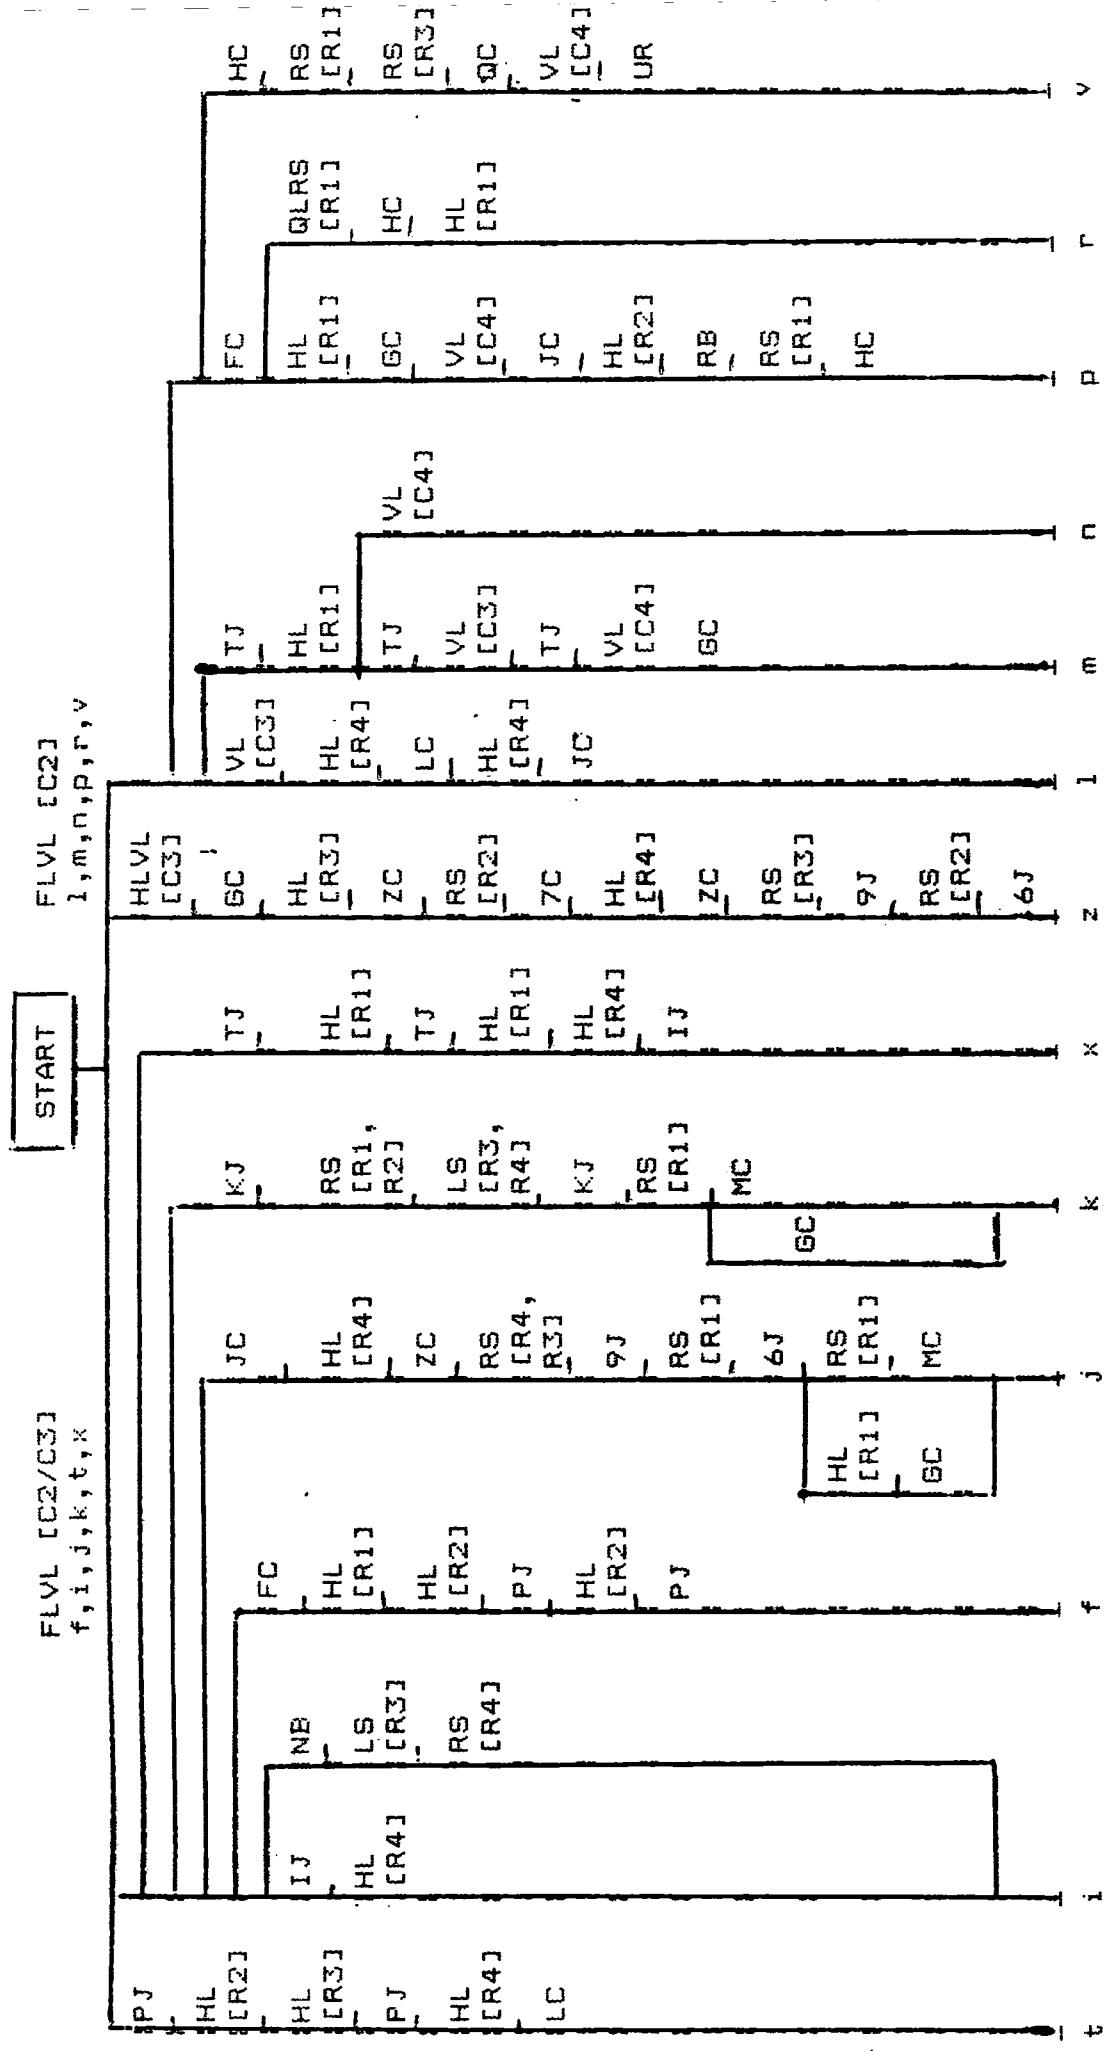 START
FLVL [C2/C3]
f,i,j,k,t,x
FLVL [C2]
l,m,n,p,r,v
PJ
HL
[R2]
HL
[R3]
PJ
HL
[R4]
LC
t
IJ
HL
[R4]
i
NB
LS
[R3]
RS
[R4]
FC
HL
[R1]
HL
[R2]
PJ
HL
[R2]
PJ
f
HL
[R1]
GC
JC
HL
[R4]
ZC
RS
[R4,
R3]
9J
RS
[R1]
6J
RS
[R1]
MC
j
GC
KJ
RS
[R1,
R2]
LS
[R3,
R4]
KJ
RS
[R1]
MC
k
TJ
HL
[R1]
TJ
HL
[R1]
HL
[R4]
IJ
x
HLVL
[C3]
GC
HL
[R3]
ZC
RS
[R2]
7C
HL
[R4]
ZC
RS
[R3]
9J
RS
[R2]
6J
z
VL
[C3]
HL
[R4]
LC
HL
[R4]
JC
l
TJ
HL
[R1]
TJ
VL
[C3]
TJ
VL
[C4]
GC
m
VL
[C4]
n
FC
HL
[R1]
GC
VL
[C4]
JC
HL
[R2]
RB
RS
[R1]
HC
p
QLRS
[R1]
HC
HL
[R1]
r
HC
RS
[R1]
RS
[R3]
QC
VL
[C4]
UR
v